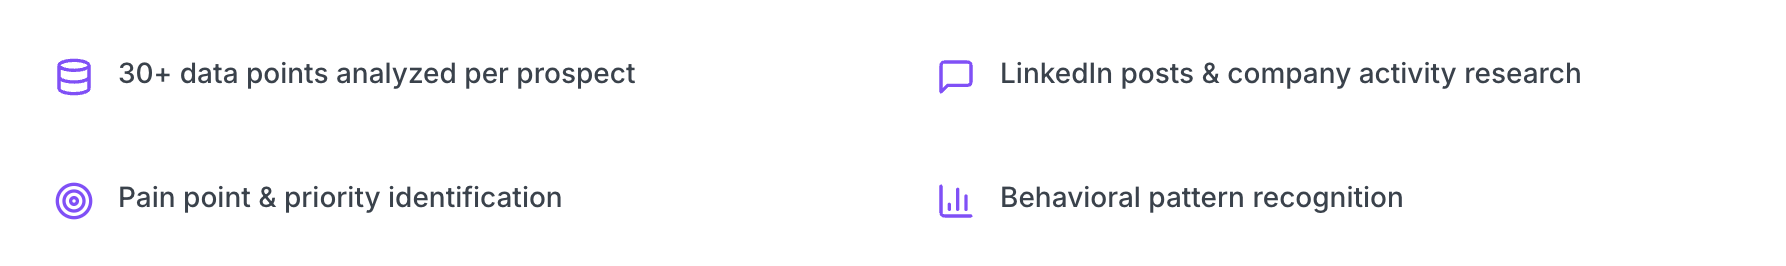 30+ data points analyzed per prospect
LinkedIn posts & company activity research
Pain point & priority identification
Behavioral pattern recognition